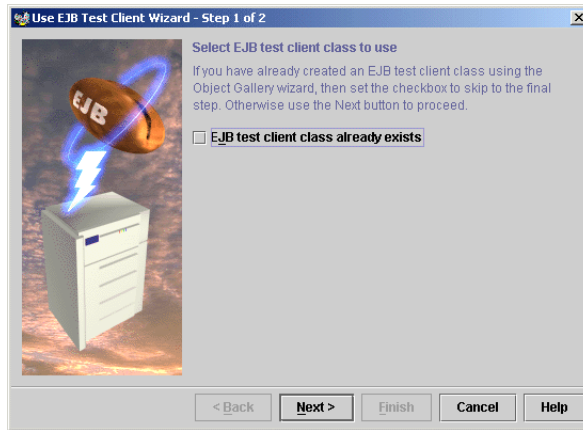 Use EJB Test Client Wizard - Step 1 of 2
Select EJB test client class to use
If you have already created an EJB test client class using the
Object Gallery wizard, then set the checkbox to skip to the final
step. Otherwise use the Next button to proceed.
EJB test client class already exists
EJB
< Back
Next >
Finish
Cancel
Help